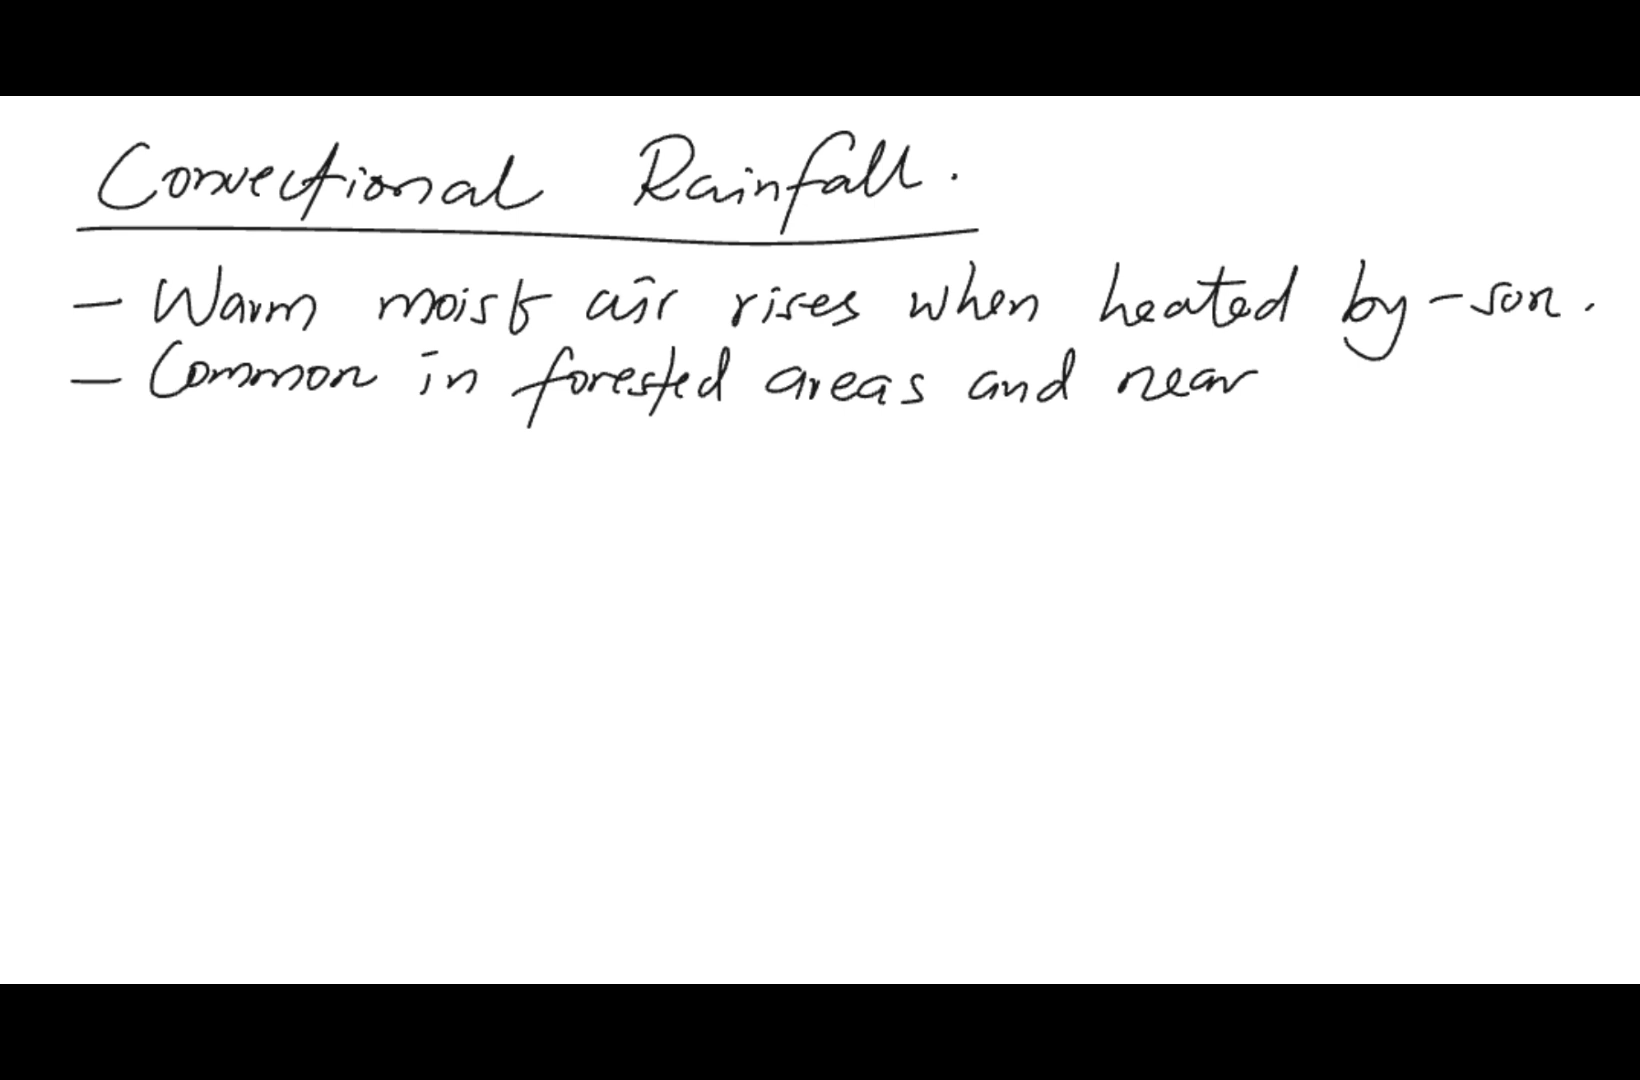 Convectional Rainfall.
- Warm moist air rises when heated by - sun.
- Common in forested areas and near